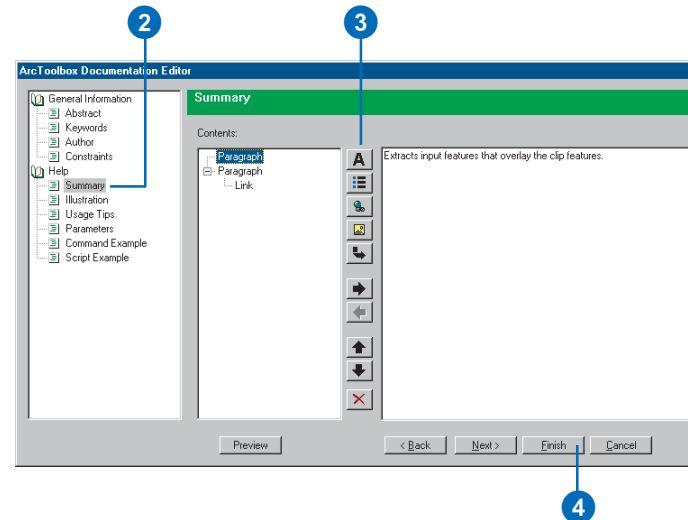 2
3
ArcToolbox Documentation Editor
General Information
Abstract
Keywords
Author
Constraints
Help
Summary
Illustration
Usage Tips
Parameters
Command Example
Script Example
Summary
Contents:
Paragraph
Paragraph
Link
A
Extracts input features that overlay the clip features.
Preview
< Back
Next >
Finish
Cancel
4